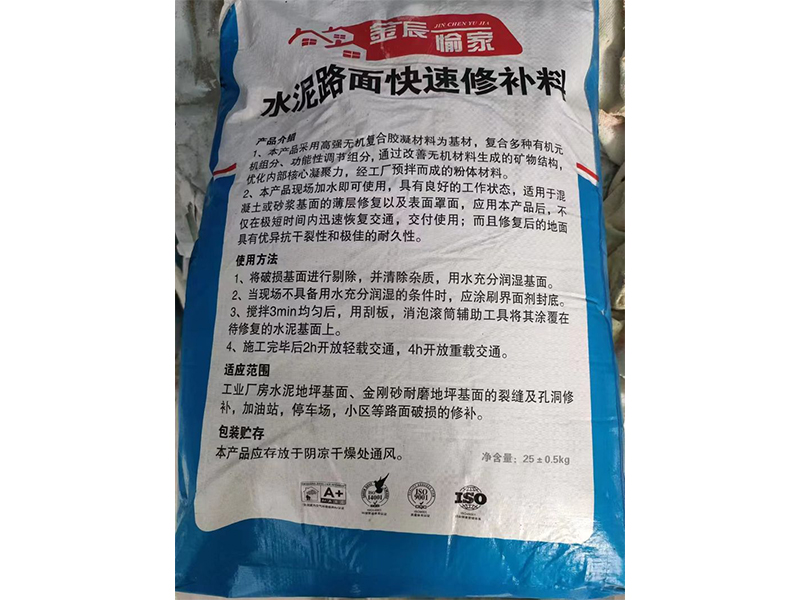 金辰
JIN CHEN YU JIA
愉家
水泥路面快速修补料
产品介绍
1、本产品采用高强无机复合胶凝材料为基材，复合多种有机元
机组分、功能性调节组分，通过改善无机材料生成的矿物结构，
优化内部核心凝聚力，经工厂预拌而成的粉体材料。
2、本产品现场加水即可使用，具有良好的工作状态，适用于混
凝土或砂浆基面的薄层修复以及表面罩面，应用本产品后，不
仅在极短时间内迅速恢复交通，交付使用；而且修复后的地面
具有优异抗干裂性和极佳的耐久性。
使用方法
1、将破损基面进行剔除，并清除杂质，用水充分润湿基面。
2、当现场不具备用水充分润湿的条件时，应涂刷界面剂封底。
3、搅拌3min均匀后，用刮板，消泡滚筒辅助工具将其涂覆在
待修复的水泥基面上。
4、施工完毕后2h开放轻载交通，4h开放重载交通。
适应范围
工业厂房水泥地坪基面、金刚砂耐磨地坪基面的裂缝及孔洞修
补，加油站，停车场，小区等路面破损的修补。
包装贮存
本产品应存放于阴凉干燥处通风。
净含量：25±0.5kg
A+
ISO
14001
ISO
9001
ISO